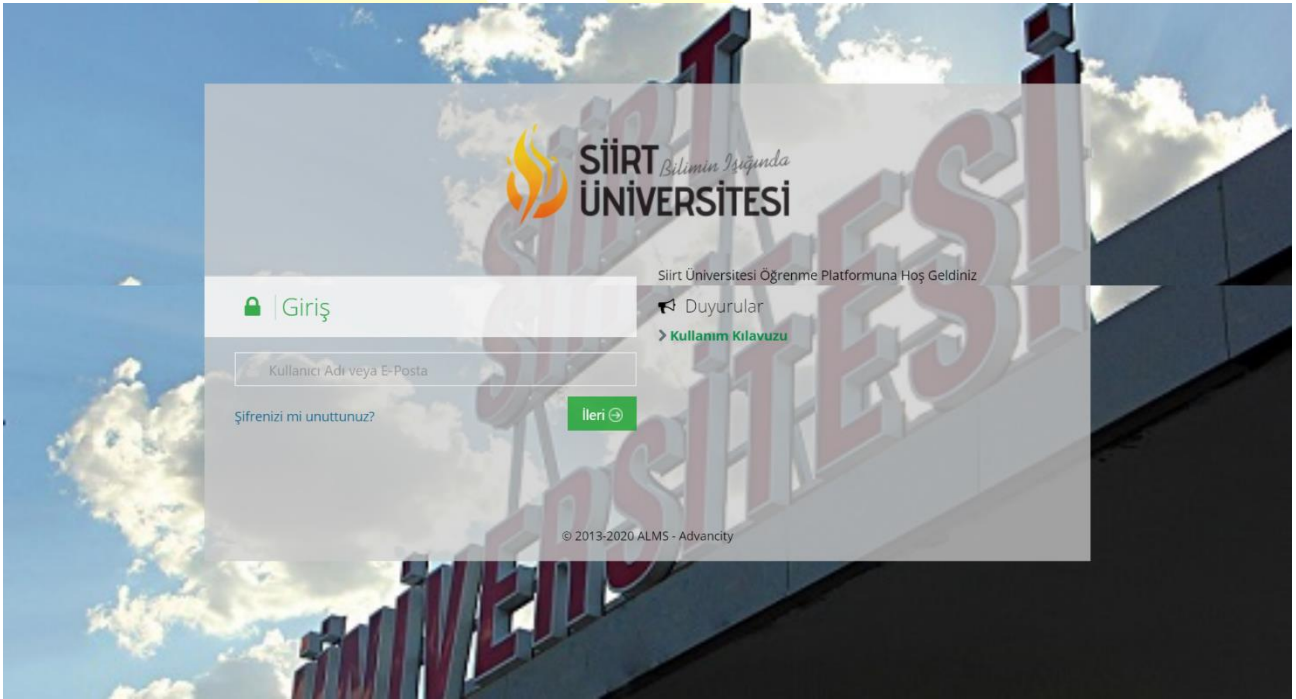 SİİRT Bilimin Işığında
ÜNİVERSİTESİ
Siirt Üniversitesi Öğrenme Platformuna Hoş Geldiniz
Giriş
Duyurular
Kullanım Kılavuzu
Kullanıcı Adı veya E-Posta
Şifrenizi mi unuttunuz?
İleri
© 2013-2020 ALMS - Advancity
SİİRT
ÜNİVERSİTESİ